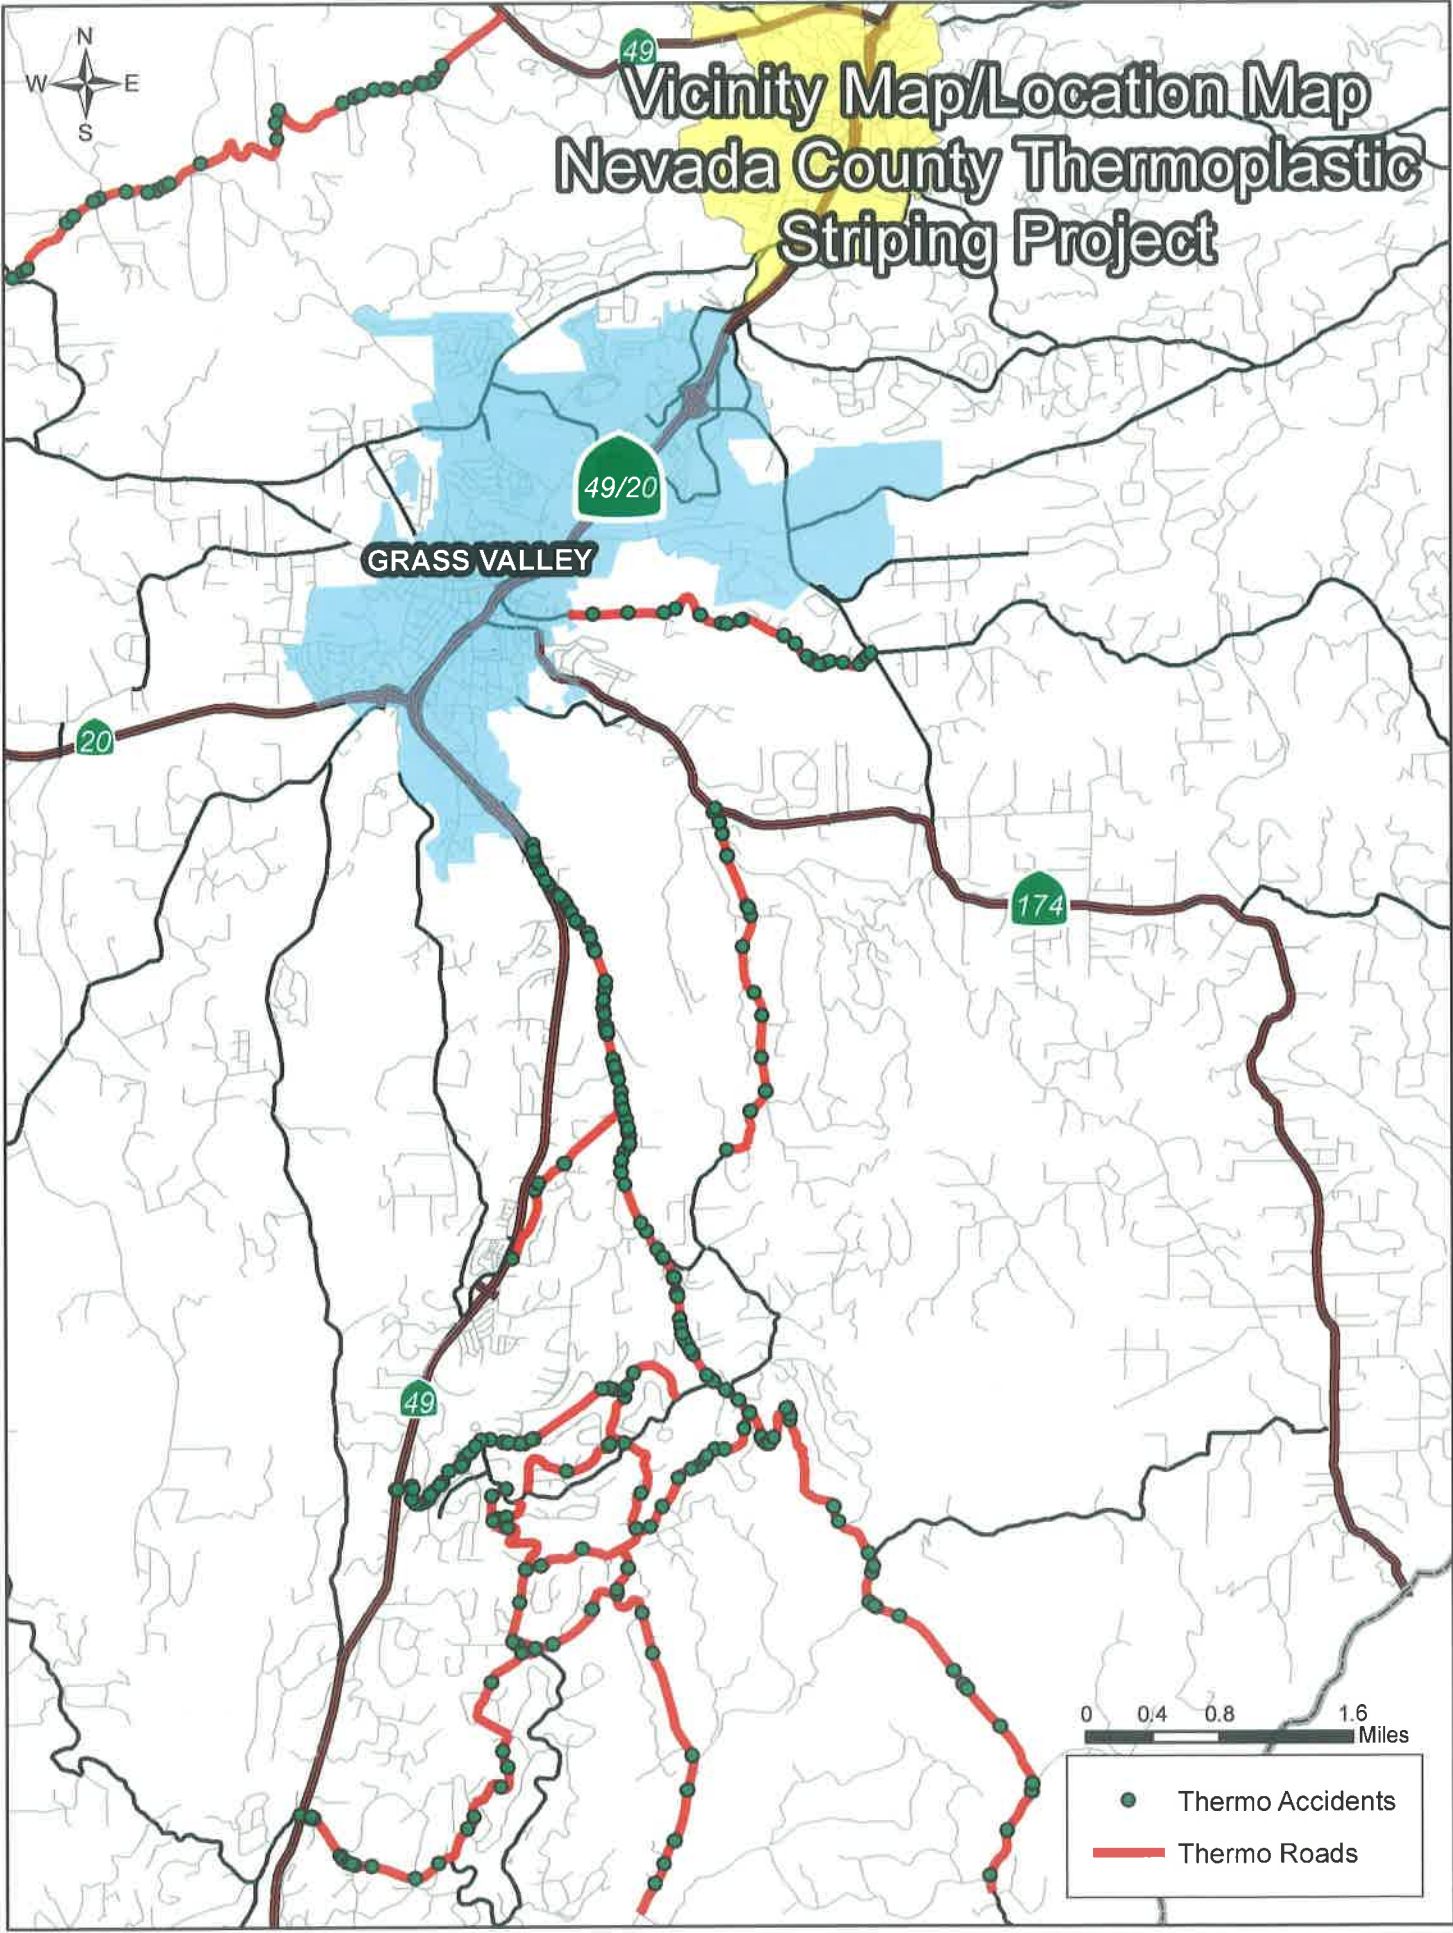 N
W E
S
49
Vicinity Map/Location Map
Nevada County Thermoplastic
Striping Project
49/20
GRASS VALLEY
20
174
49
0 0.4 0.8 1.6
Miles
Thermo Accidents
Thermo Roads